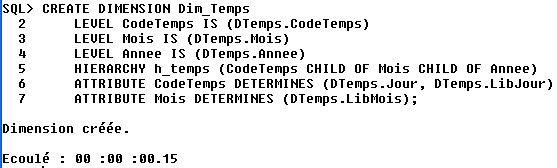 SQL> CREATE DIMENSION Dim_Temps
2 LEVEL CodeTemps IS (DTemps.CodeTemps)
3 LEVEL Mois IS (DTemps.Mois)
4 LEVEL Annee IS (DTemps.Annee)
5 HIERARCHY h_temps (CodeTemps CHILD OF Mois CHILD OF Annee)
6 ATTRIBUTE CodeTemps DETERMINES (DTemps.Jour, DTemps.LibJour)
7 ATTRIBUTE Mois DETERMINES (DTemps.LibMois);
Dimension créée.
Ecoulé : 00 :00 :00.15